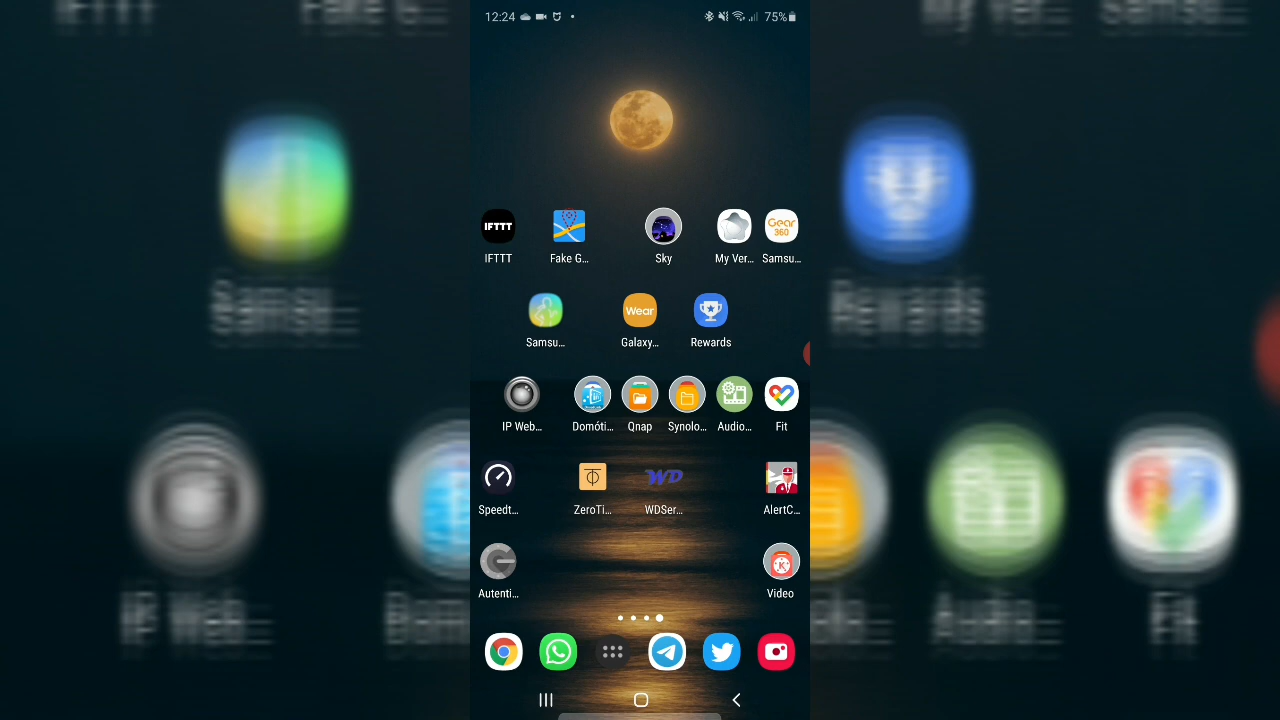 12:24 75%
IFTTT Gear 360
IFTTT Fake G... Sky My Ver... Samsu...
Wear
Samsu... Galaxy... Rewards
IP Web... Domóti... Qnap Synolo... Audio... Fit
WD
Speedt... ZeroTi... WDSer... AlertC...
K
Autenti... Video